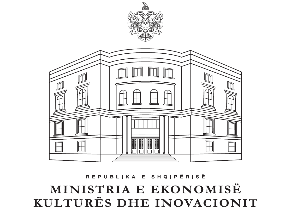 REPUBLIKA E SHQIPËRISË
MINISTRIA E EKONOMISË
KULTURËS DHE INOVACIONIT